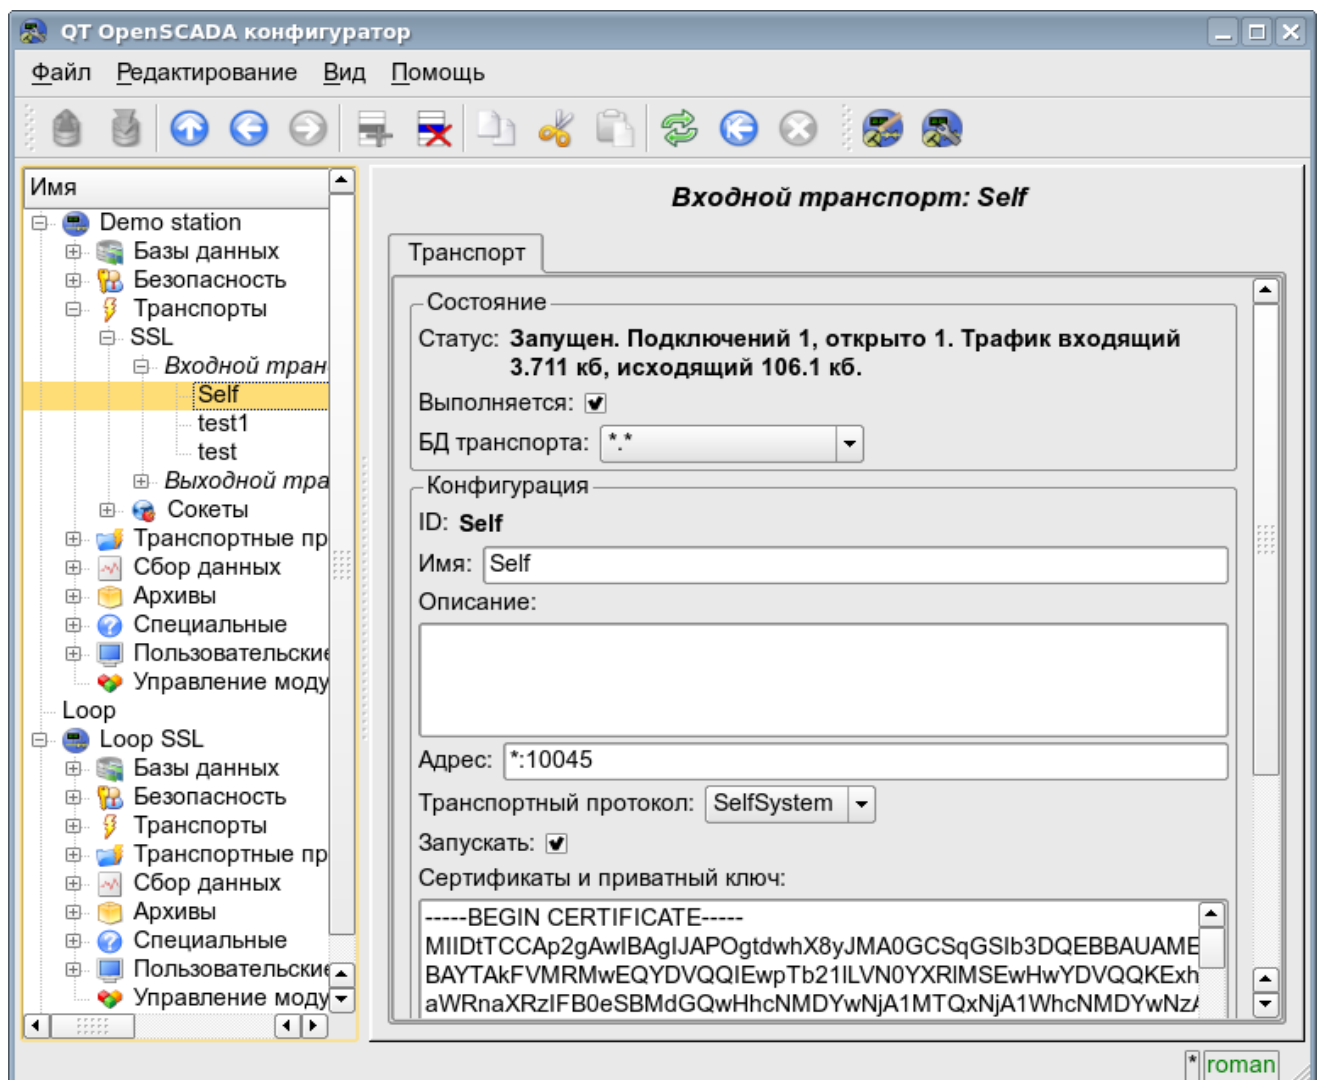 QT OpenSCADA конфигуратор
Файл Редактирование Вид Помощь
Имя
Demo station
Базы данных
Безопасность
Транспорты
SSL
Входной тран
Self
test1
test
Выходной тра
Сокеты
Транспортные пр
Сбор данных
Архивы
Специальные
Пользовательские
Управление моду
Loop
Loop SSL
Базы данных
Безопасность
Транспорты
Транспортные пр
Сбор данных
Архивы
Специальные
Пользовательские
Управление моду
Входной транспорт: Self
Транспорт
Состояние
Статус: Запущен. Подключений 1, открыто 1. Трафик входящий
3.711 кб, исходящий 106.1 кб.
Выполняется:
БД транспорта: *.*
Конфигурация
ID: Self
Имя: Self
Описание:
Адрес: *:10045
Транспортный протокол: SelfSystem
Запускать:
Сертификаты и приватный ключ:
-----BEGIN CERTIFICATE-----
MIIDtTCCAp2gAwIBAgIJAPOgtdwhX8yJMA0GCSqGSIb3DQEBBAUAME
BAYTAkFVMRMwEQYDVQQIEwpTb21lLVN0YXRlMSEwHwYDVQQKExh
aWRnaXRzIFB0eSBMdGQwHhcNMDYwNjA1MTQxNjA1WhcNMDYwNzA
* roman